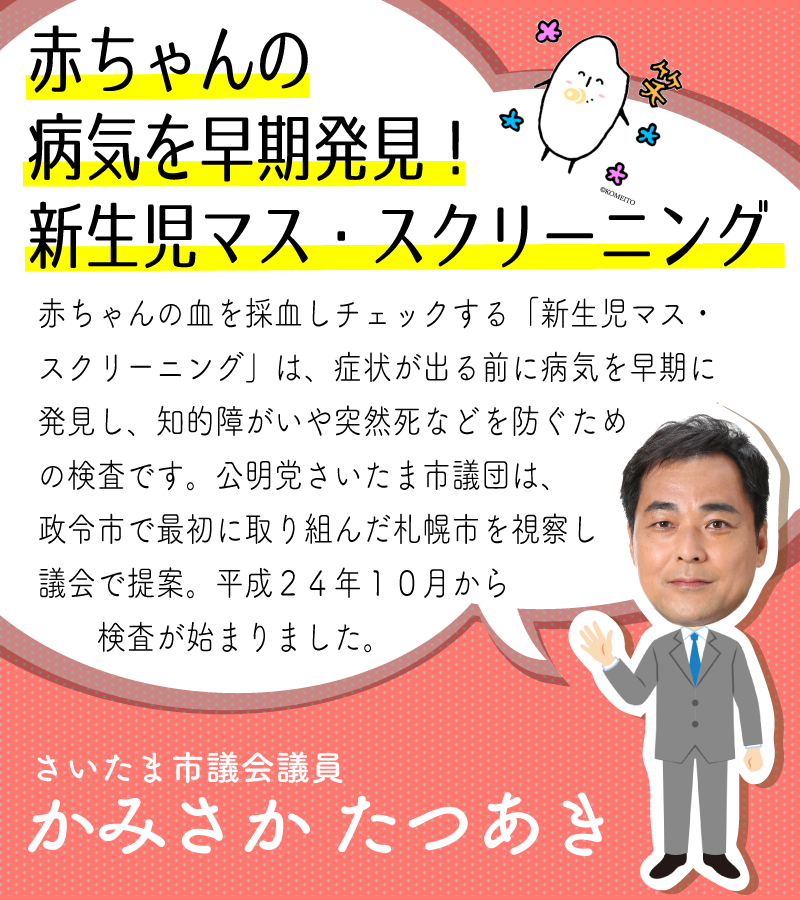 赤ちゃんの
病気を早期発見！
新生児マス・スクリーニング
©KOMEITO
赤ちゃんの血を採血しチェックする「新生児マス・
スクリーニング」は、症状が出る前に病気を早期に
発見し、知的障がいや突然死などを防ぐため
の検査です。公明党さいたま市議団は、
政令市で最初に取り組んだ札幌市を視察し
議会で提案。平成２４年１０月から
検査が始まりました。
さいたま市議会議員
かみさか たつあき